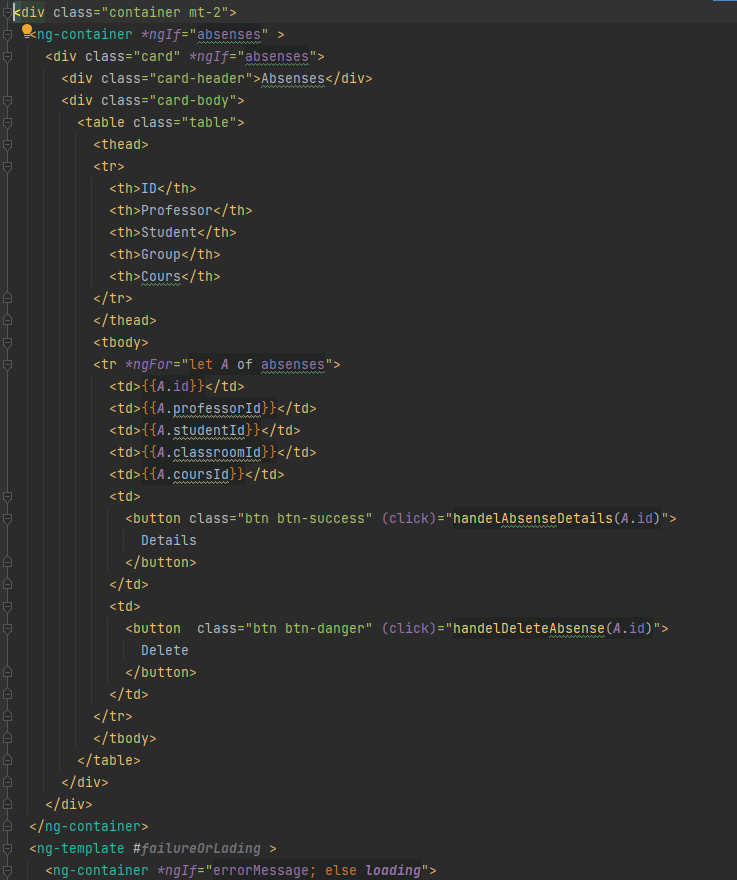 <div class="container mt-2">
<ng-container *ngIf="absenses" >
<div class="card" *ngIf="absenses">
<div class="card-header">Absenses</div>
<div class="card-body">
<table class="table">
<thead>
<tr>
<th>ID</th>
<th>Professor</th>
<th>Student</th>
<th>Group</th>
<th>Cours</th>
</tr>
</thead>
<tbody>
<tr *ngFor="let A of absenses">
<td>{{A.id}}</td>
<td>{{A.professorId}}</td>
<td>{{A.studentId}}</td>
<td>{{A.classroomId}}</td>
<td>{{A.coursId}}</td>
<td>
<button class="btn btn-success" (click)="handelAbsenseDetails(A.id)">
Details
</button>
</td>
<td>
<button  class="btn btn-danger" (click)="handelDeleteAbsense(A.id)">
Delete
</button>
</td>
</tr>
</tbody>
</table>
</div>
</div>
</ng-container>
<ng-template #failureOrLading >
<ng-container *ngIf="errorMessage; else loading">